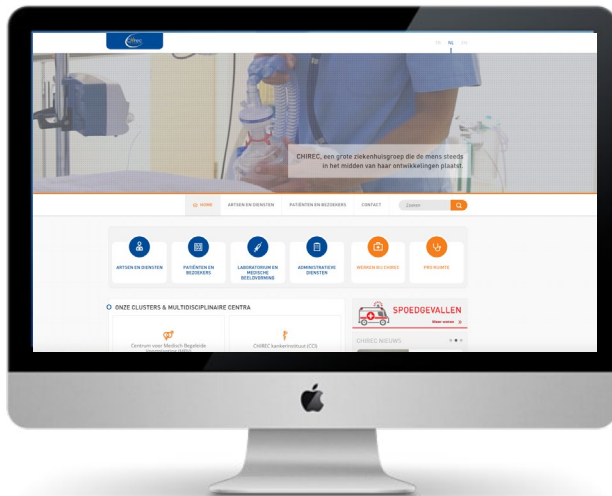 CHIREC
FR NL EN
CHIREC, een grote ziekenhuisgroep die de mens steeds
in het midden van haar ontwikkelingen plaatst.
HOME ARTSEN EN DIENSTEN PATIËNTEN EN BEZOEKERS CONTACT Zoeken
ARTSEN EN DIENSTEN
PATIËNTEN EN
BEZOEKERS
LABORATORIUM EN
MEDISCHE
BEELDVORMING
ADMINISTRATIEVE
DIENSTEN
WERKEN BIJ CHIREC
PRO RUIMTE
ONZE CLUSTERS & MULTIDISCIPLINAIRE CENTRA
SPOEDGEVALLEN
Meer weten >
Centrum voor Medisch Begeleide
CHIREC kankerinstituut (CCI)
CHIREC NIEUWS